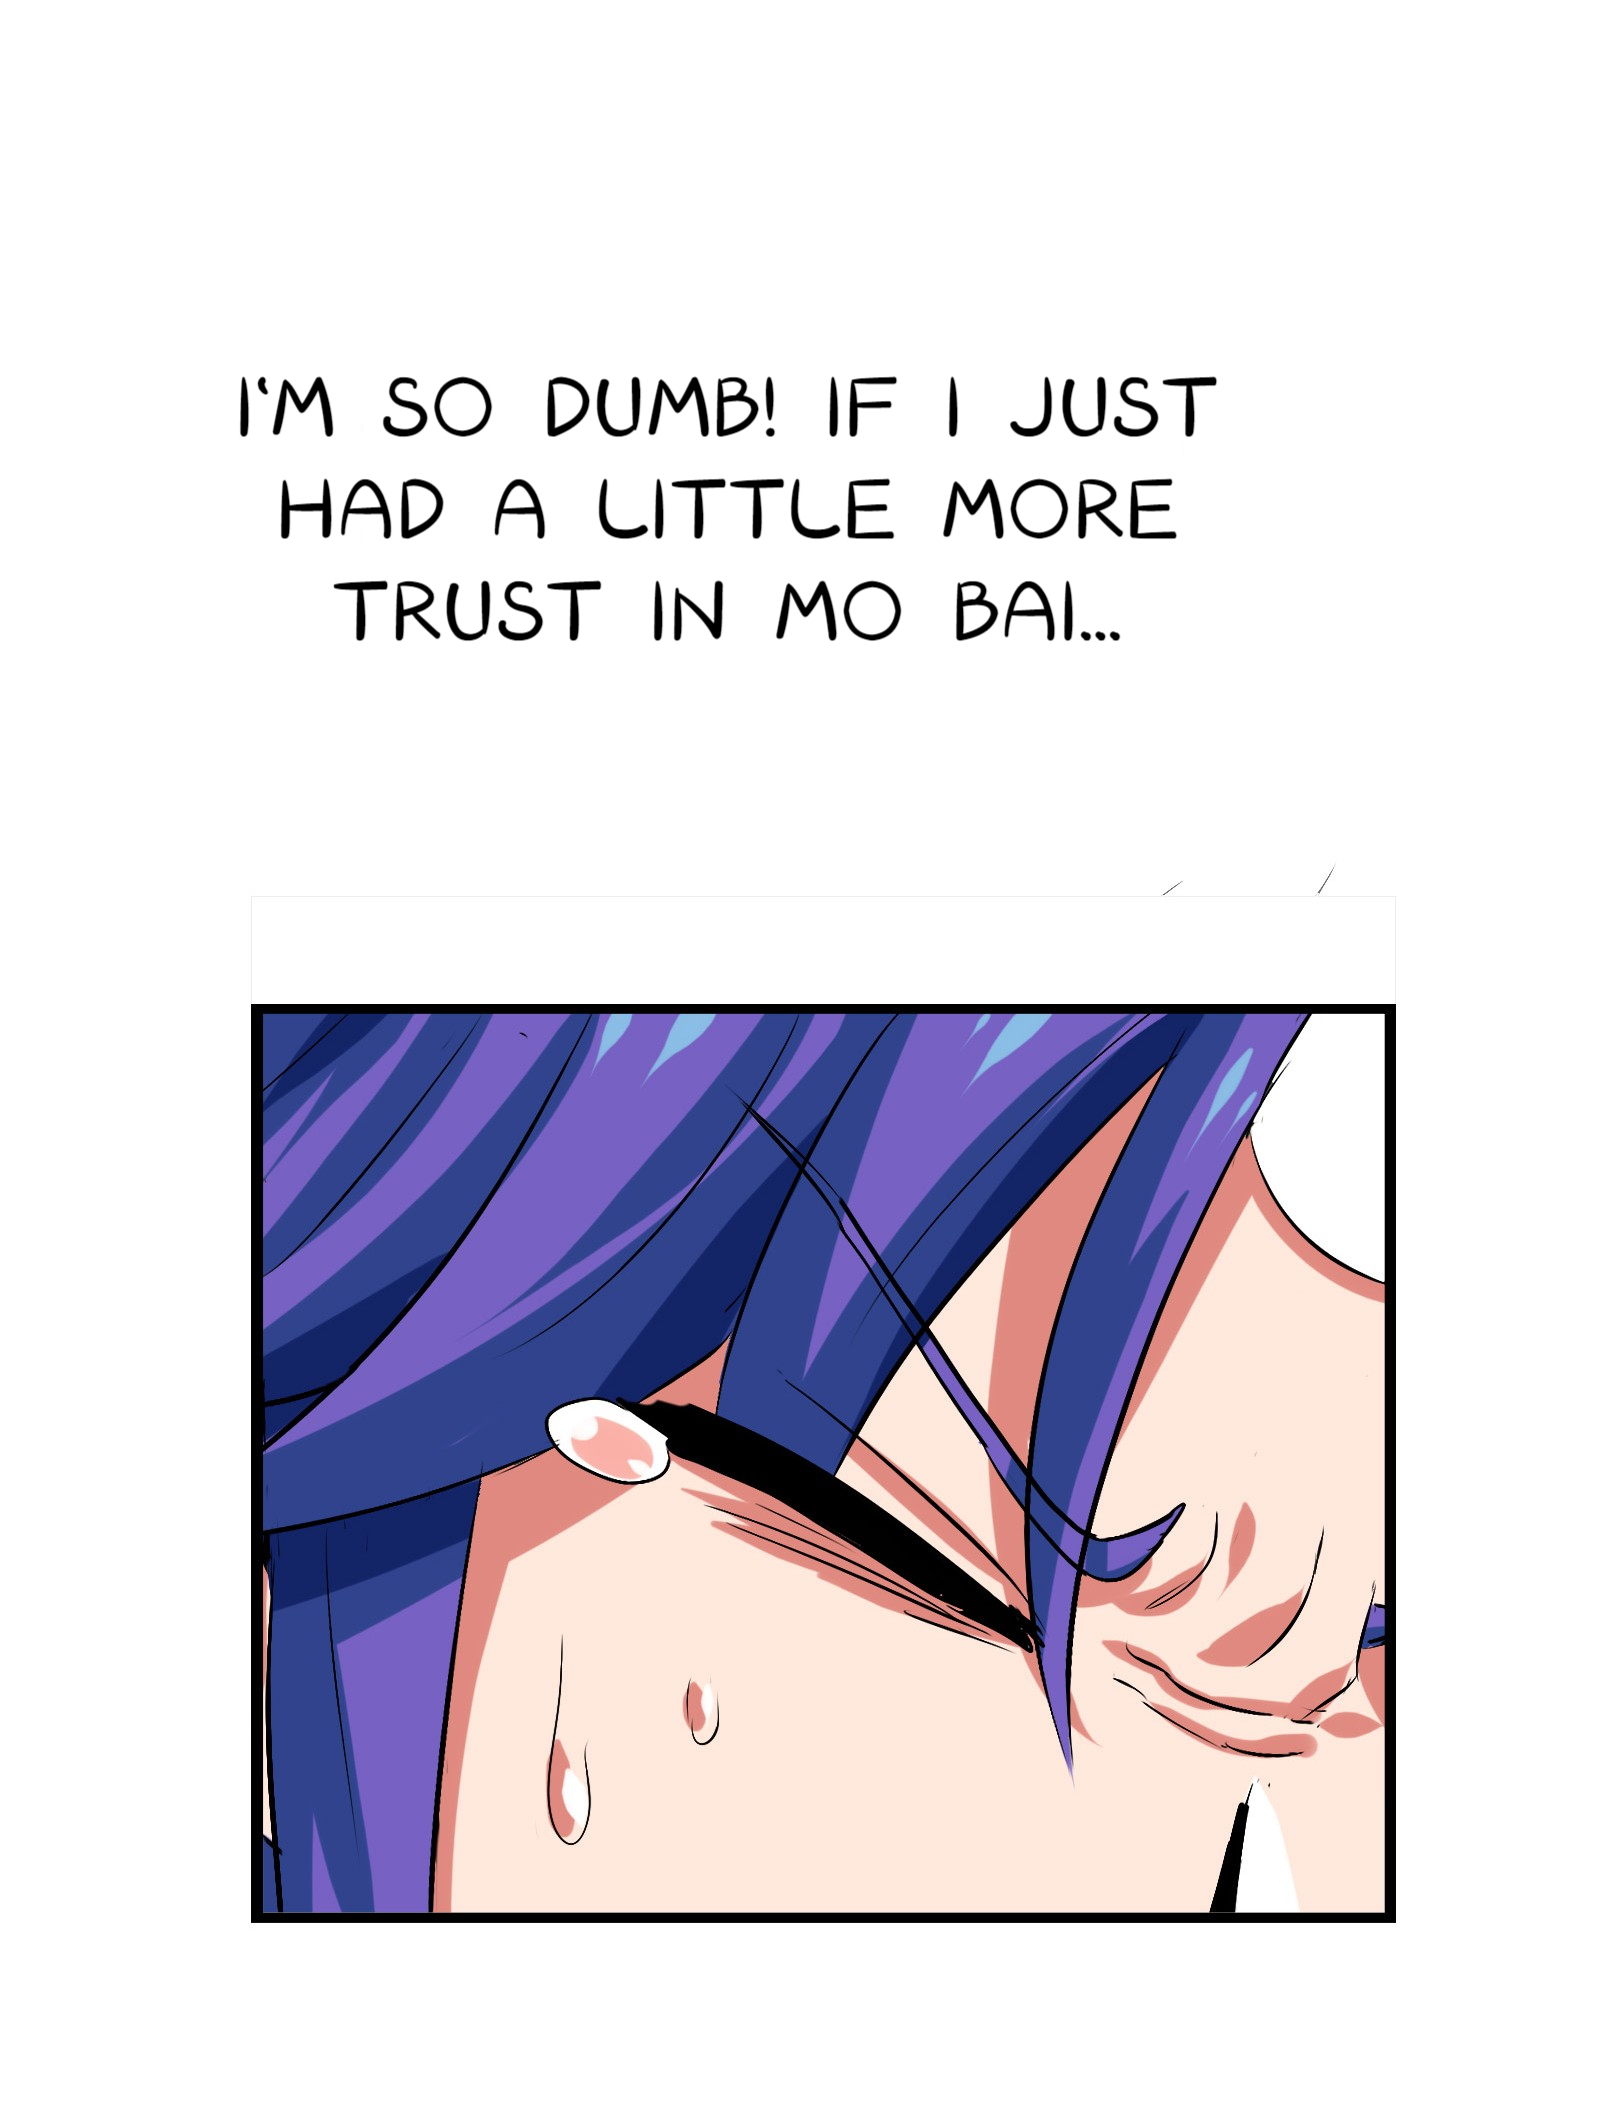 I'M SO DUMB! IF I JUST
HAD A LITTLE MORE
TRUST IN MO BAI...